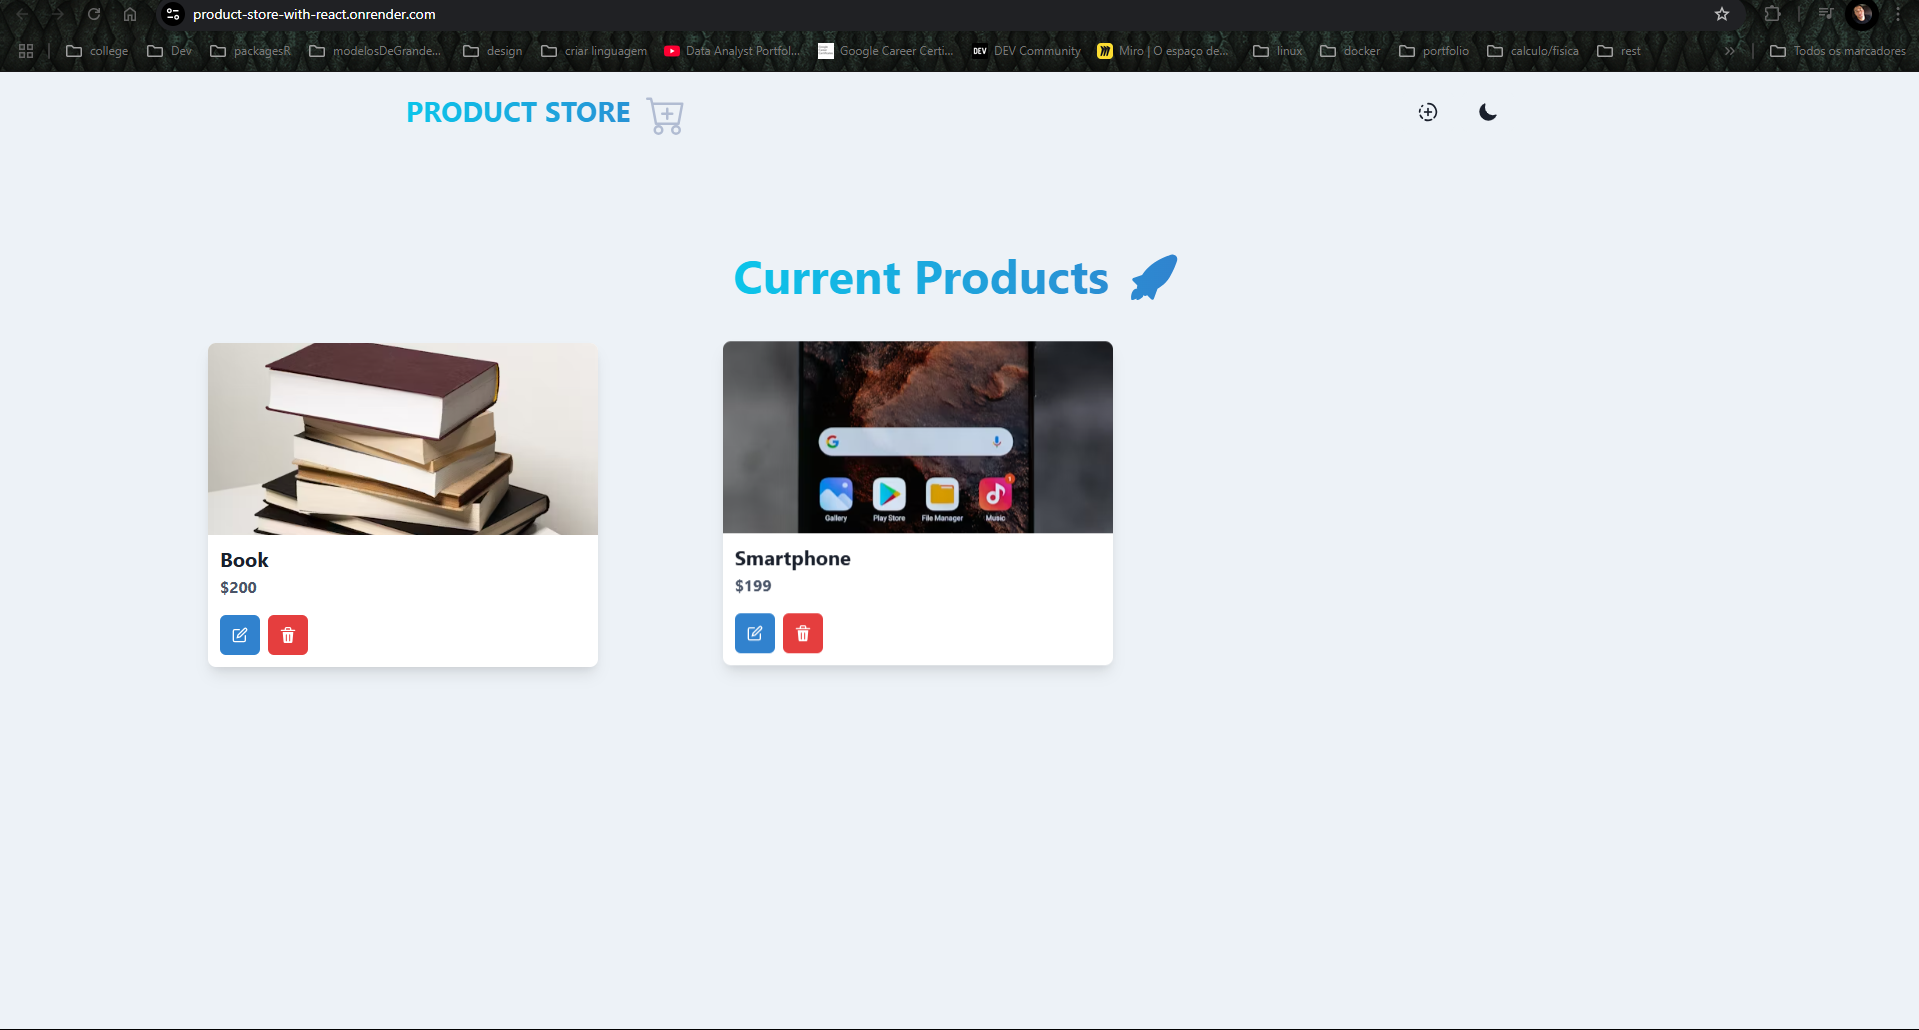 product-store-with-react.onrender.com
college Dev packagesR modelosDeGrande... design criar linguagem Data Analyst Portfol... Google Career Certi... DEV DEV Community Miro | O espaço de... linux docker portfolio calculo/fisica rest » Todos os marcadores
PRODUCT STORE
Current Products
Gallery Play Store File Manager Music
Book
$200
Smartphone
$199